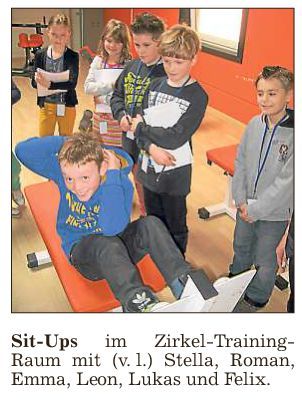 Sit-Ups im Zirkel-Training-
Raum mit (v. l.) Stella, Roman,
Emma, Leon, Lukas und Felix.